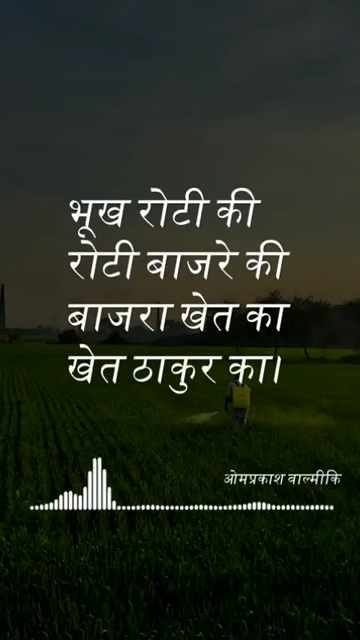 भूख रोटी की
रोटी बाजरे की
बाजरा खेत का
खेत ठाकुर का।
ओमप्रकाश वाल्मीकि